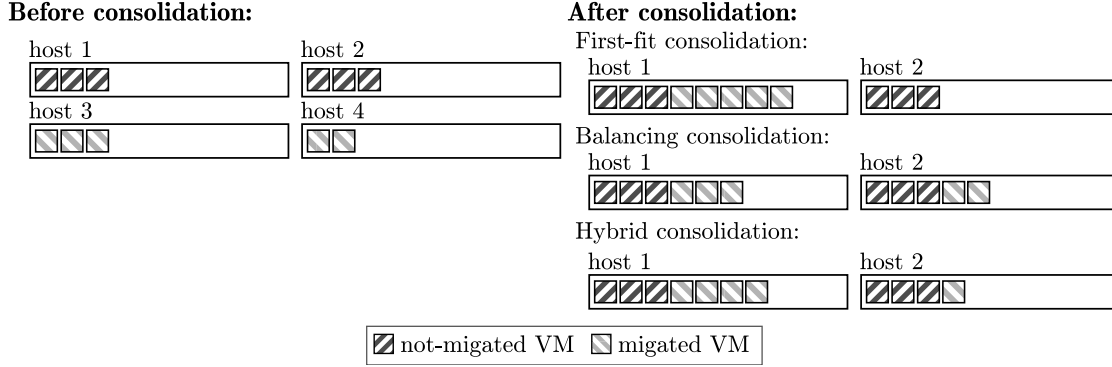 Before consolidation:
host 1
host 2
host 3
host 4
After consolidation:
First-fit consolidation:
host 1
host 2
Balancing consolidation:
host 1
host 2
Hybrid consolidation:
host 1
host 2
not-migated VM
migated VM